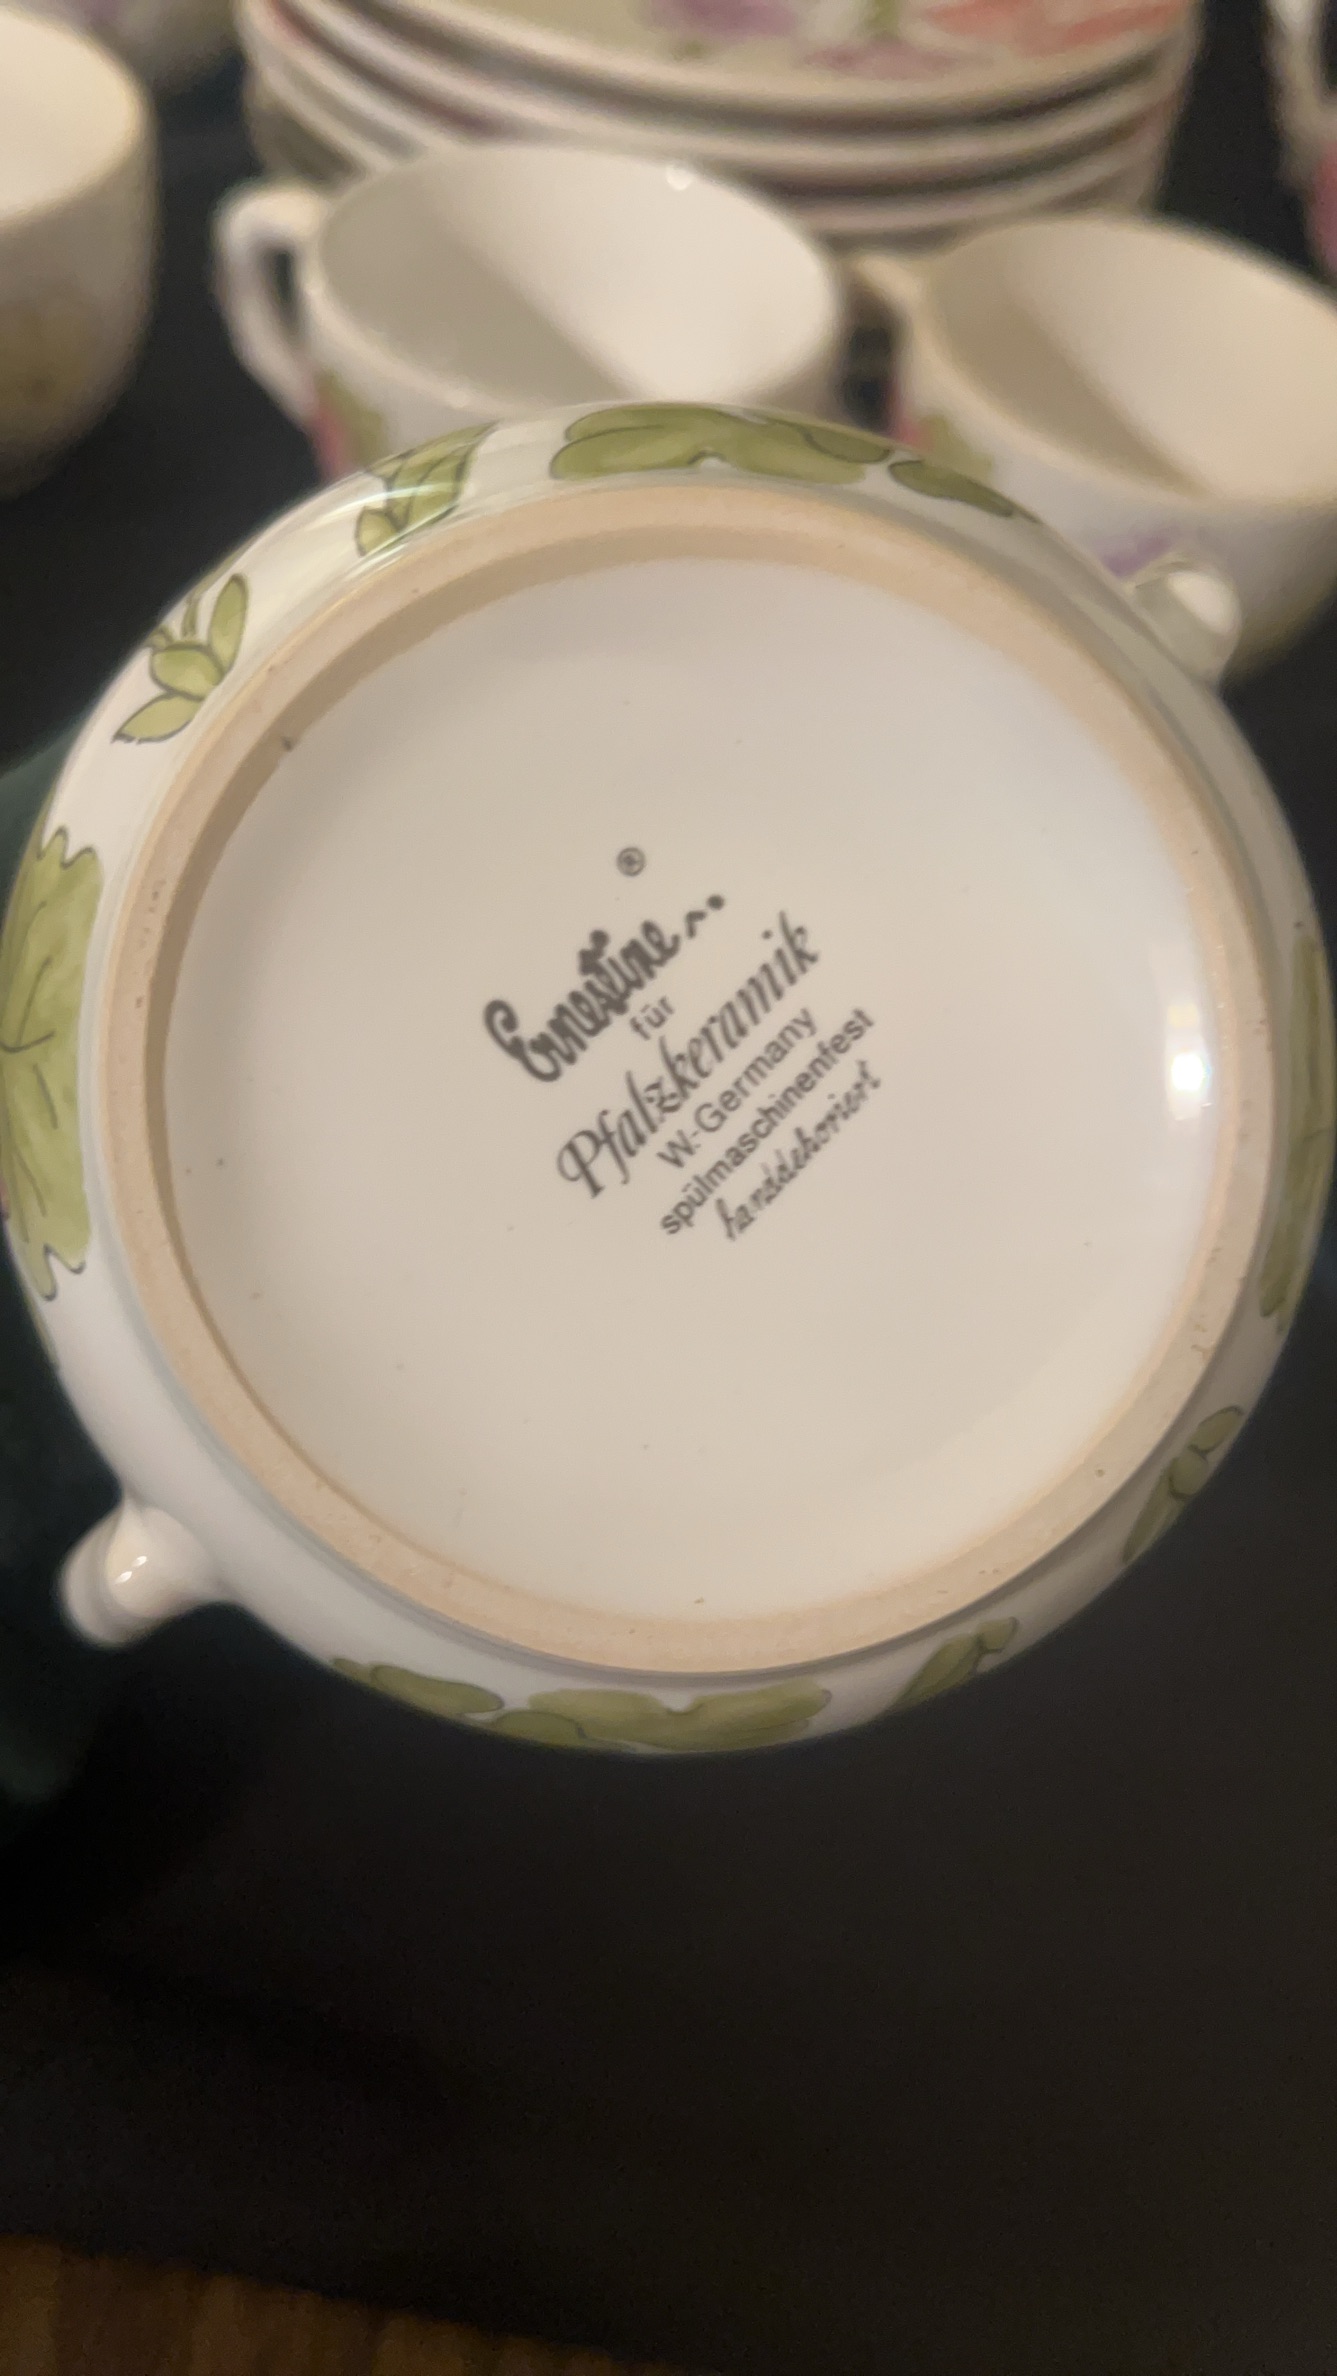 ®
Ernestine
für
Pfalzkeramik
W.-Germany
spülmaschinenfest
handdekoriert